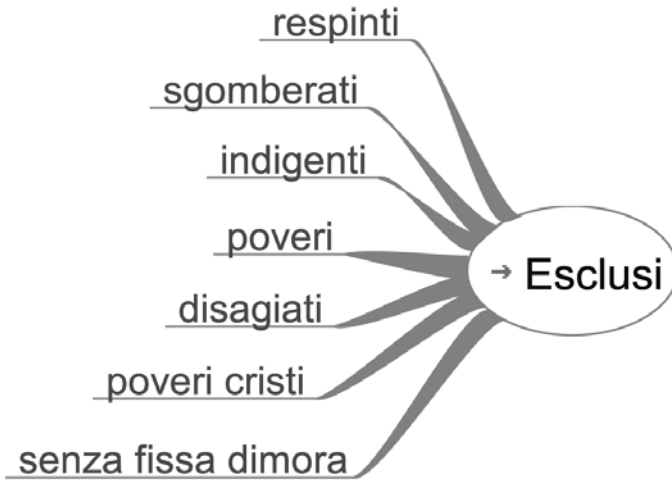 respinti
sgomberati
indigenti
poveri
disagiati
poveri cristi
senza fissa dimora
→ Esclusi